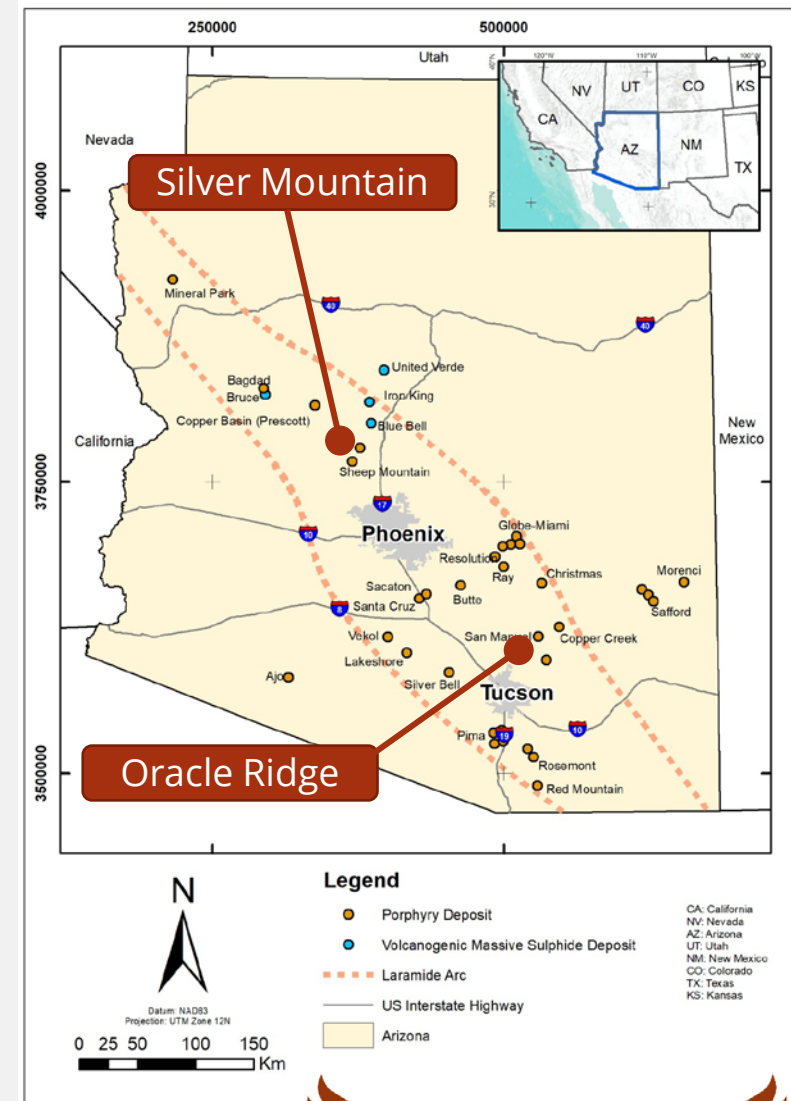 250000
500000
Utah
120°W
110°W
100°W
40°N
30°N
NV
UT
CO
KS
CA
AZ
NM
TX
Nevada
Silver Mountain
4000000
Mineral Park
40
40
United Verde
Bagdad
Bruce
Iron King
Copper Basin (Prescott)
Blue Bell
California
New
Mexico
Sheep Mountain
3750000
17
10
Phoenix
Globe-Miami
Resolution
Ray
Christmas
Morenci
Sacaton
Santa Cruz
Butte
Safford
8
Vekol
San Manuel
Copper Creek
Lakeshore
Ajo
Silver Bell
Tucson
Pima
19
10
Oracle Ridge
Rosemont
Red Mountain
3500000
N
Datum: NAD83
Projection: UTM Zone 12N
0 25 50 100 150
Km
Legend
Porphyry Deposit
Volcanogenic Massive Sulphide Deposit
Laramide Arc
US Interstate Highway
Arizona
CA: California
NV: Nevada
AZ: Arizona
UT: Utah
NM: New Mexico
CO: Colorado
TX: Texas
KS: Kansas